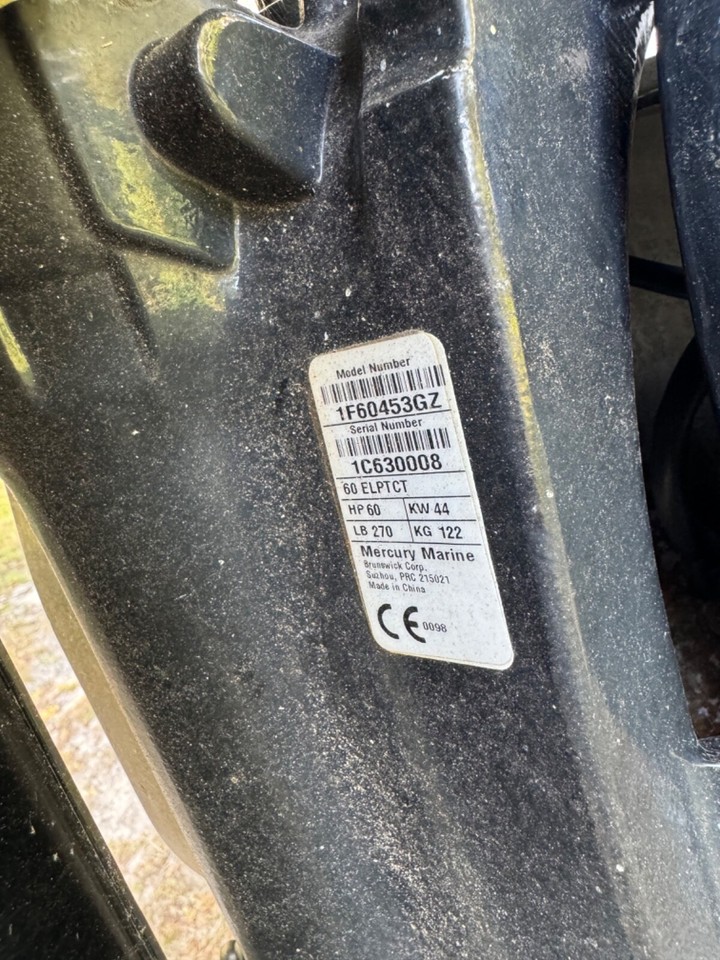 Model Number
1F60453GZ
Serial Number
1C630008
60 ELPTCT
HP 60 KW 44
LB 270 KG 122
Mercury Marine
Brunswick Corp.
Suzhou, PRC 215021
Made in China
CE 0098